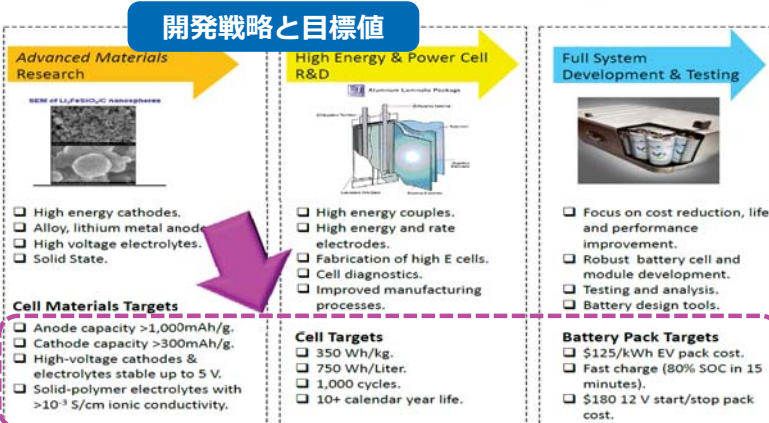 開発戦略と目標値
Advanced Materials
Research
SEM of Li₂FeSiO₄/C nanospheres
High energy cathodes.
Alloy, lithium metal anode
High voltage electrolytes.
Solid State.
Cell Materials Targets
Anode capacity >1,000mAh/g.
Cathode capacity >300mAh/g.
High-voltage cathodes &
electrolytes stable up to 5 V.
Solid-polymer electrolytes with
>10⁻³ S/cm ionic conductivity.
High Energy & Power Cell
R&D
Aluminum Laminate Package
High energy couples.
High energy and rate
electrodes.
Fabrication of high E cells.
Cell diagnostics.
Improved manufacturing
processes.
Cell Targets
350 Wh/kg.
750 Wh/Liter.
1,000 cycles.
10+ calendar year life.
Full System
Development & Testing
Focus on cost reduction, life
and performance
improvement.
Robust battery cell and
module development.
Testing and analysis.
Battery design tools.
Battery Pack Targets
$125/kWh EV pack cost.
Fast charge (80% SOC in 15
minutes).
$180 12 V start/stop pack
cost.